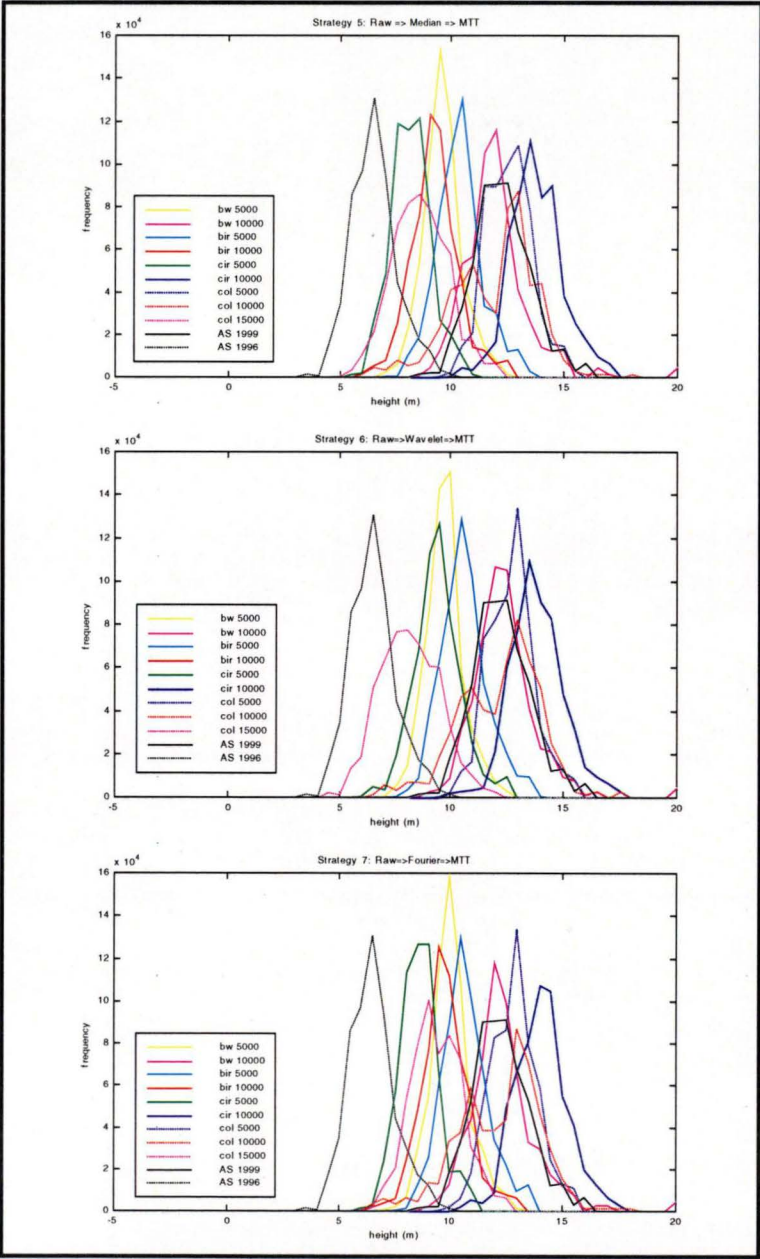 Strategy 5: Raw => Median => MTT
x 10⁴
16
14
12
10
8
6
4
2
0
frequency
bw 5000
bw 10000
bir 5000
bir 10000
cir 5000
cir 10000
col 5000
col 10000
col 15000
AS 1999
AS 1996
-5 0 5 10 15 20
height (m)
Strategy 6: Raw=>Wavelet=>MTT
x 10⁴
16
14
12
10
8
6
4
2
0
frequency
bw 5000
bw 10000
bir 5000
bir 10000
cir 5000
cir 10000
col 5000
col 10000
col 15000
AS 1999
AS 1996
-5 0 5 10 15 20
height (m)
Strategy 7: Raw=>Fourier=>MTT
x 10⁴
16
14
12
10
8
6
4
2
0
frequency
bw 5000
bw 10000
bir 5000
bir 10000
cir 5000
cir 10000
col 5000
col 10000
col 15000
AS 1999
AS 1996
-5 0 5 10 15 20
height (m)